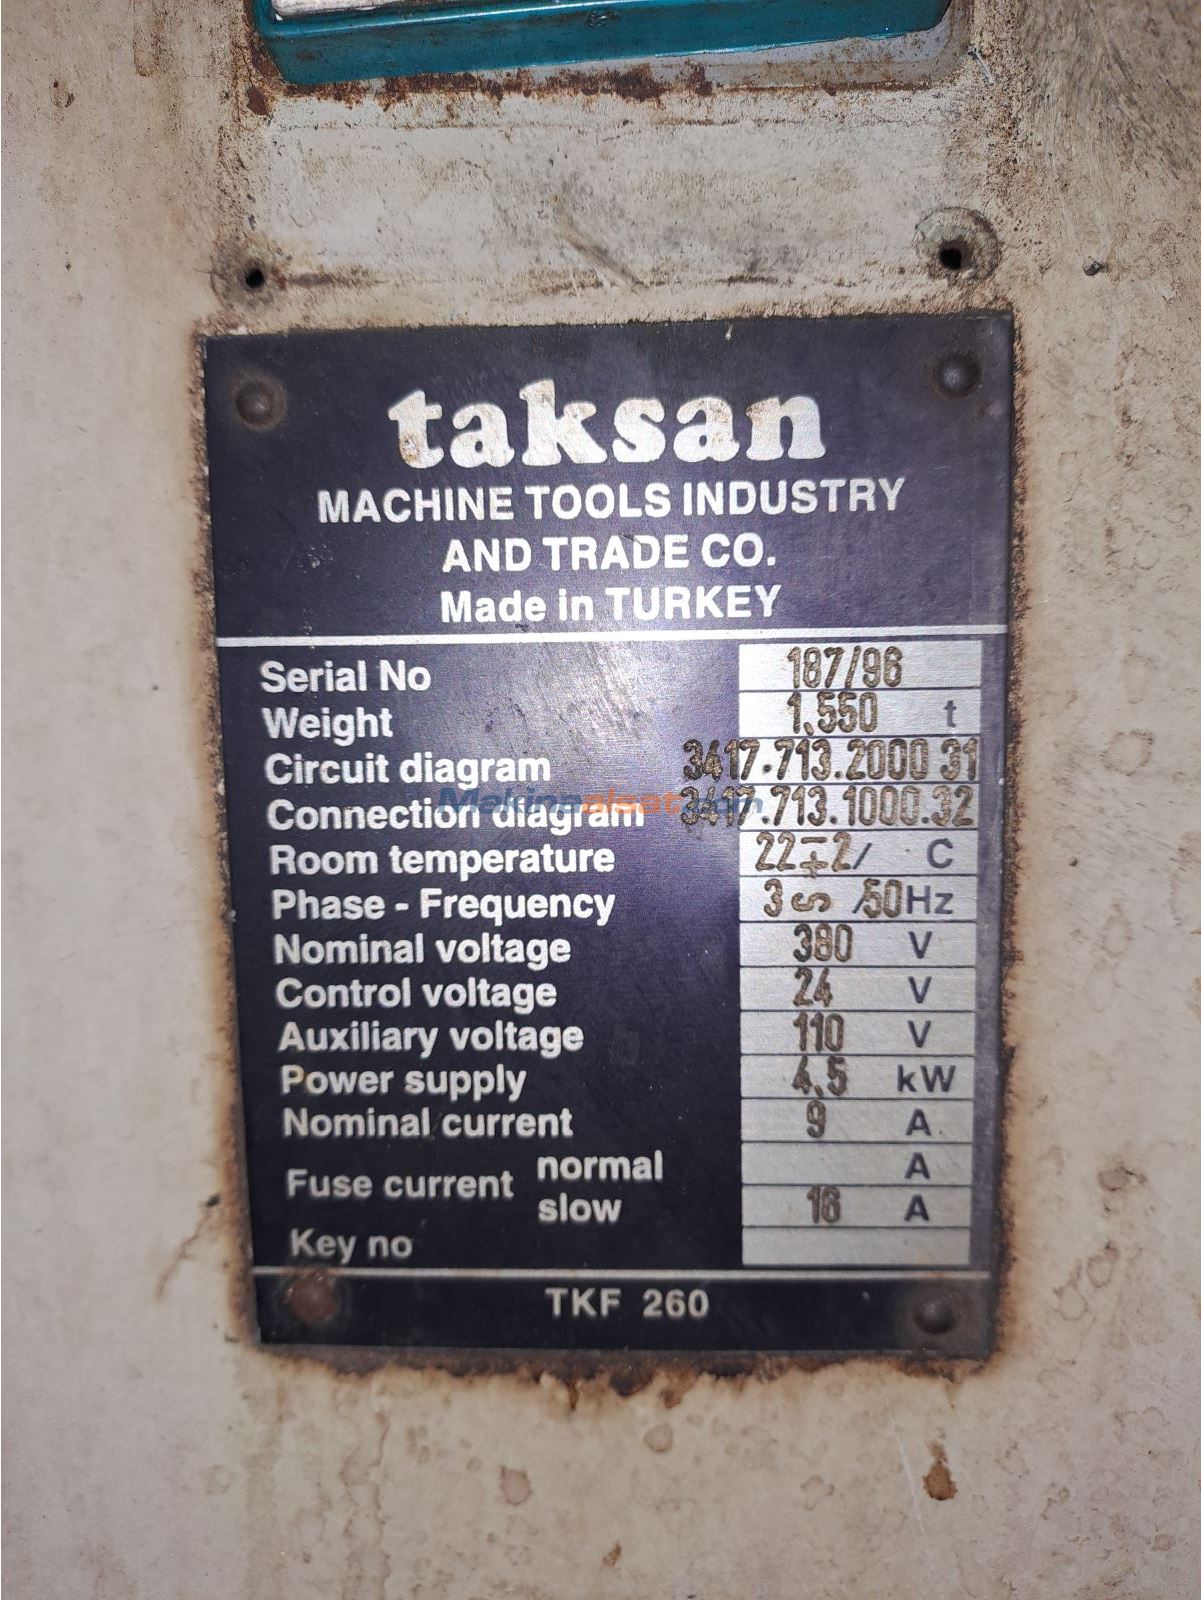 taksan
MACHINE TOOLS INDUSTRY
AND TRADE CO.
Made in TURKEY
Serial No 187/96
Weight 1.550 t
Circuit diagram 3417.713.2000 31
Connection diagram 3417.713.1000.32
Makinealsat.com
Room temperature 22∓2/ C
Phase - Frequency 3 ∽ /50Hz
Nominal voltage 380 V
Control voltage 24 V
Auxiliary voltage 110 V
Power supply 4.5 kW
Nominal current 9 A
Fuse current normal A
slow 16 A
Key no
TKF 260